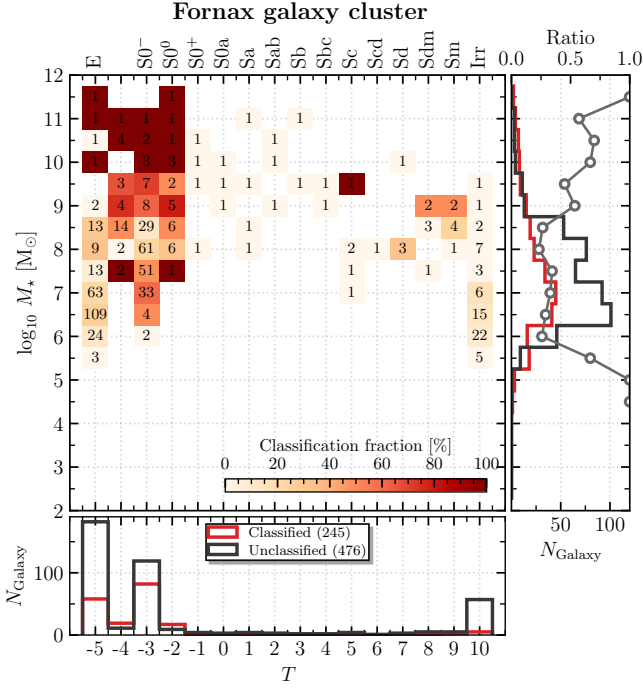 Fornax galaxy cluster
E S0⁻ S0⁰ S0⁺ S0a Sa Sab Sb Sbc Sc Scd Sd Sdm Sm Irr
Ratio
0.0 0.5 1.0
12
1 1
11
1 1 1 1 1 1
1 4 2 1 1 1
10
1 3 3 1 1 1 1
3 7 2 1 1 1 1 1 1 1
9
2 4 8 5 1 1 1 2 2 1
13 14 29 6 1 3 4 2
8
9 2 61 6 1 1 2 1 3 1 7
13 2 51 1 1 1 3
7
63 33 1 6
109 4 15
6
24 2 22
3 5
5
4
3
2
log₁₀ M⋆ [M⊙]
Classification fraction [%]
0 20 40 60 80 100
50 100
N_Galaxy
Classified (245)
Unclassified (476)
N_Galaxy
100
0
-5 -4 -3 -2 -1 0 1 2 3 4 5 6 7 8 9 10
T